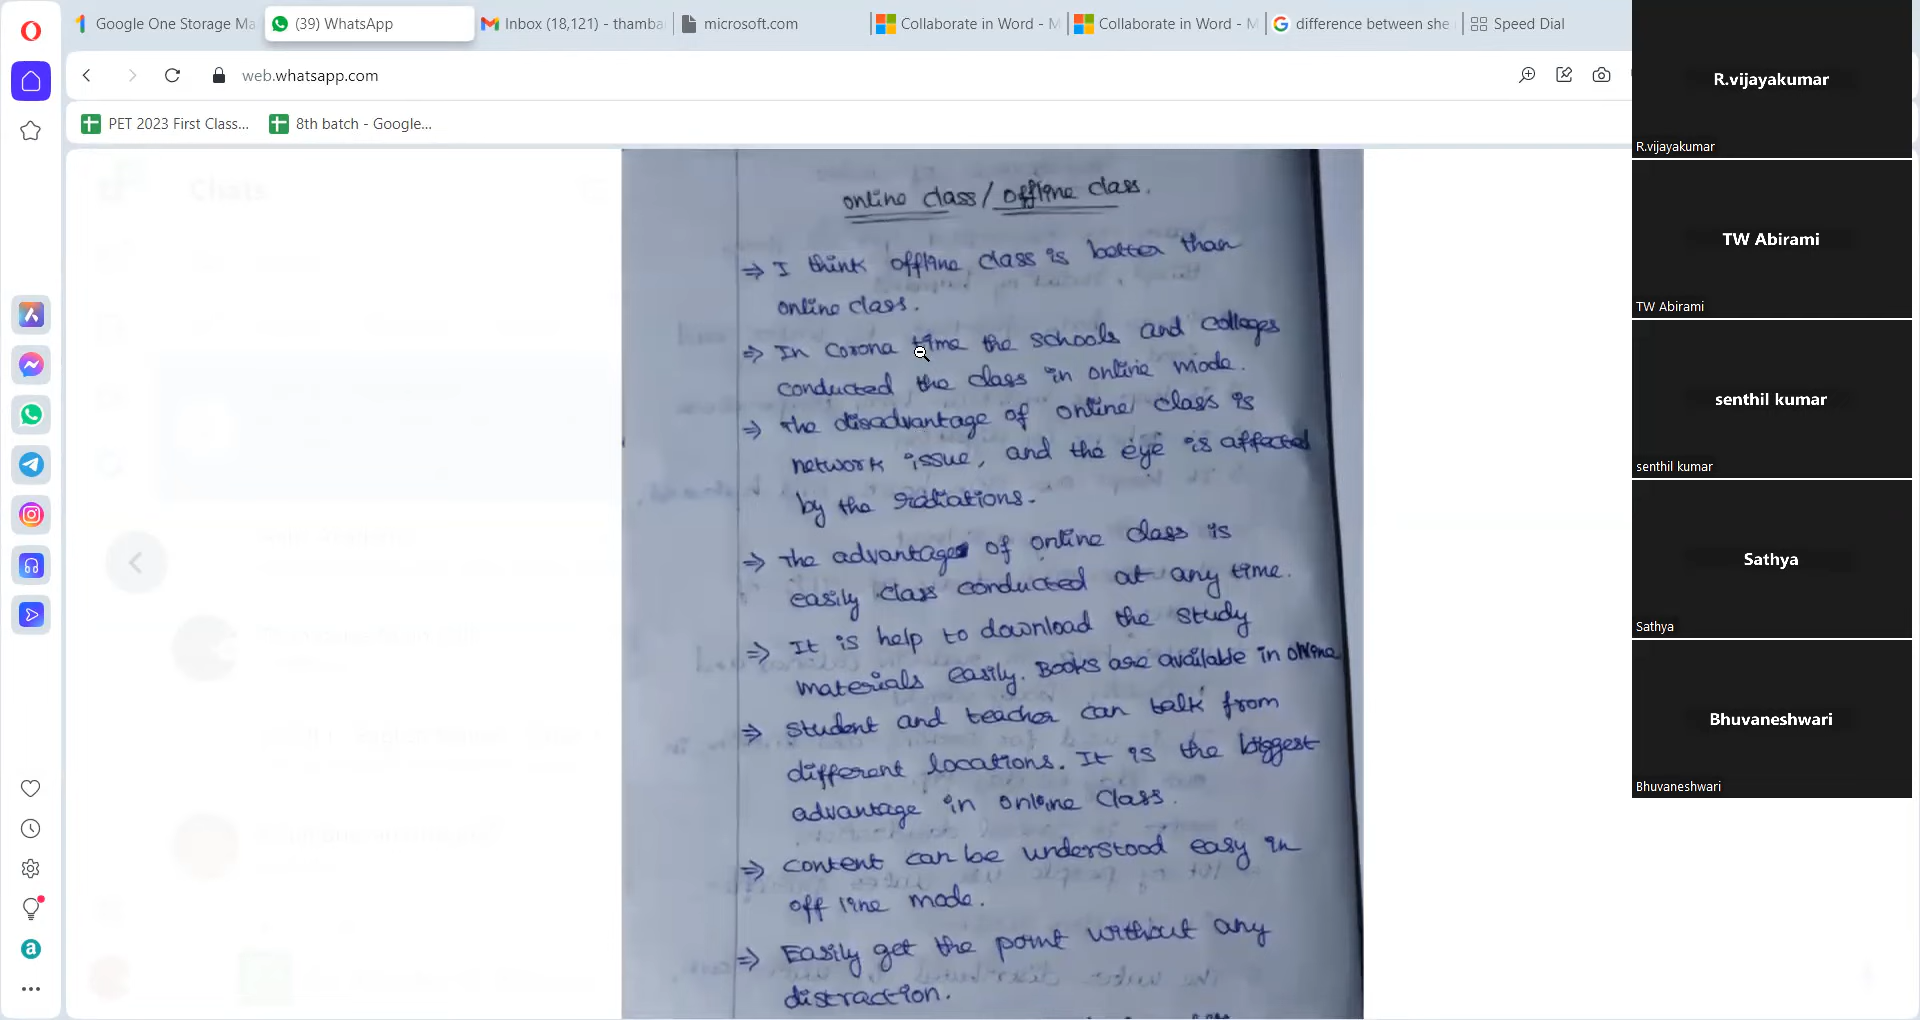 Google One Storage Ma
(39) WhatsApp
Inbox (18,121) - thamba
microsoft.com
Collaborate in Word - M
Collaborate in Word - M
difference between she
Speed Dial
web.whatsapp.com
PET 2023 First Class...
8th batch - Google...
Chats
online class / offline class.
⇒ I think offline class is better than
online class.
⇒ In corona time the schools and colleges
conducted the class in online mode.
⇒ The disadvantage of online class is
network issue, and the eye is affected
by the radiations.
⇒ The advantage of online class is
easily class conducted at any time.
⇒ It is help to download the study
materials easily. Books are available in online
⇒ student and teacher can talk from
different locations. It is the biggest
advantage in online class.
⇒ content can be understood easy in
off line mode.
⇒ Easily get the point without any
distraction.
R.vijayakumar
R.vijayakumar
TW Abirami
TW Abirami
senthil kumar
senthil kumar
Sathya
Sathya
Bhuvaneshwari
Bhuvaneshwari